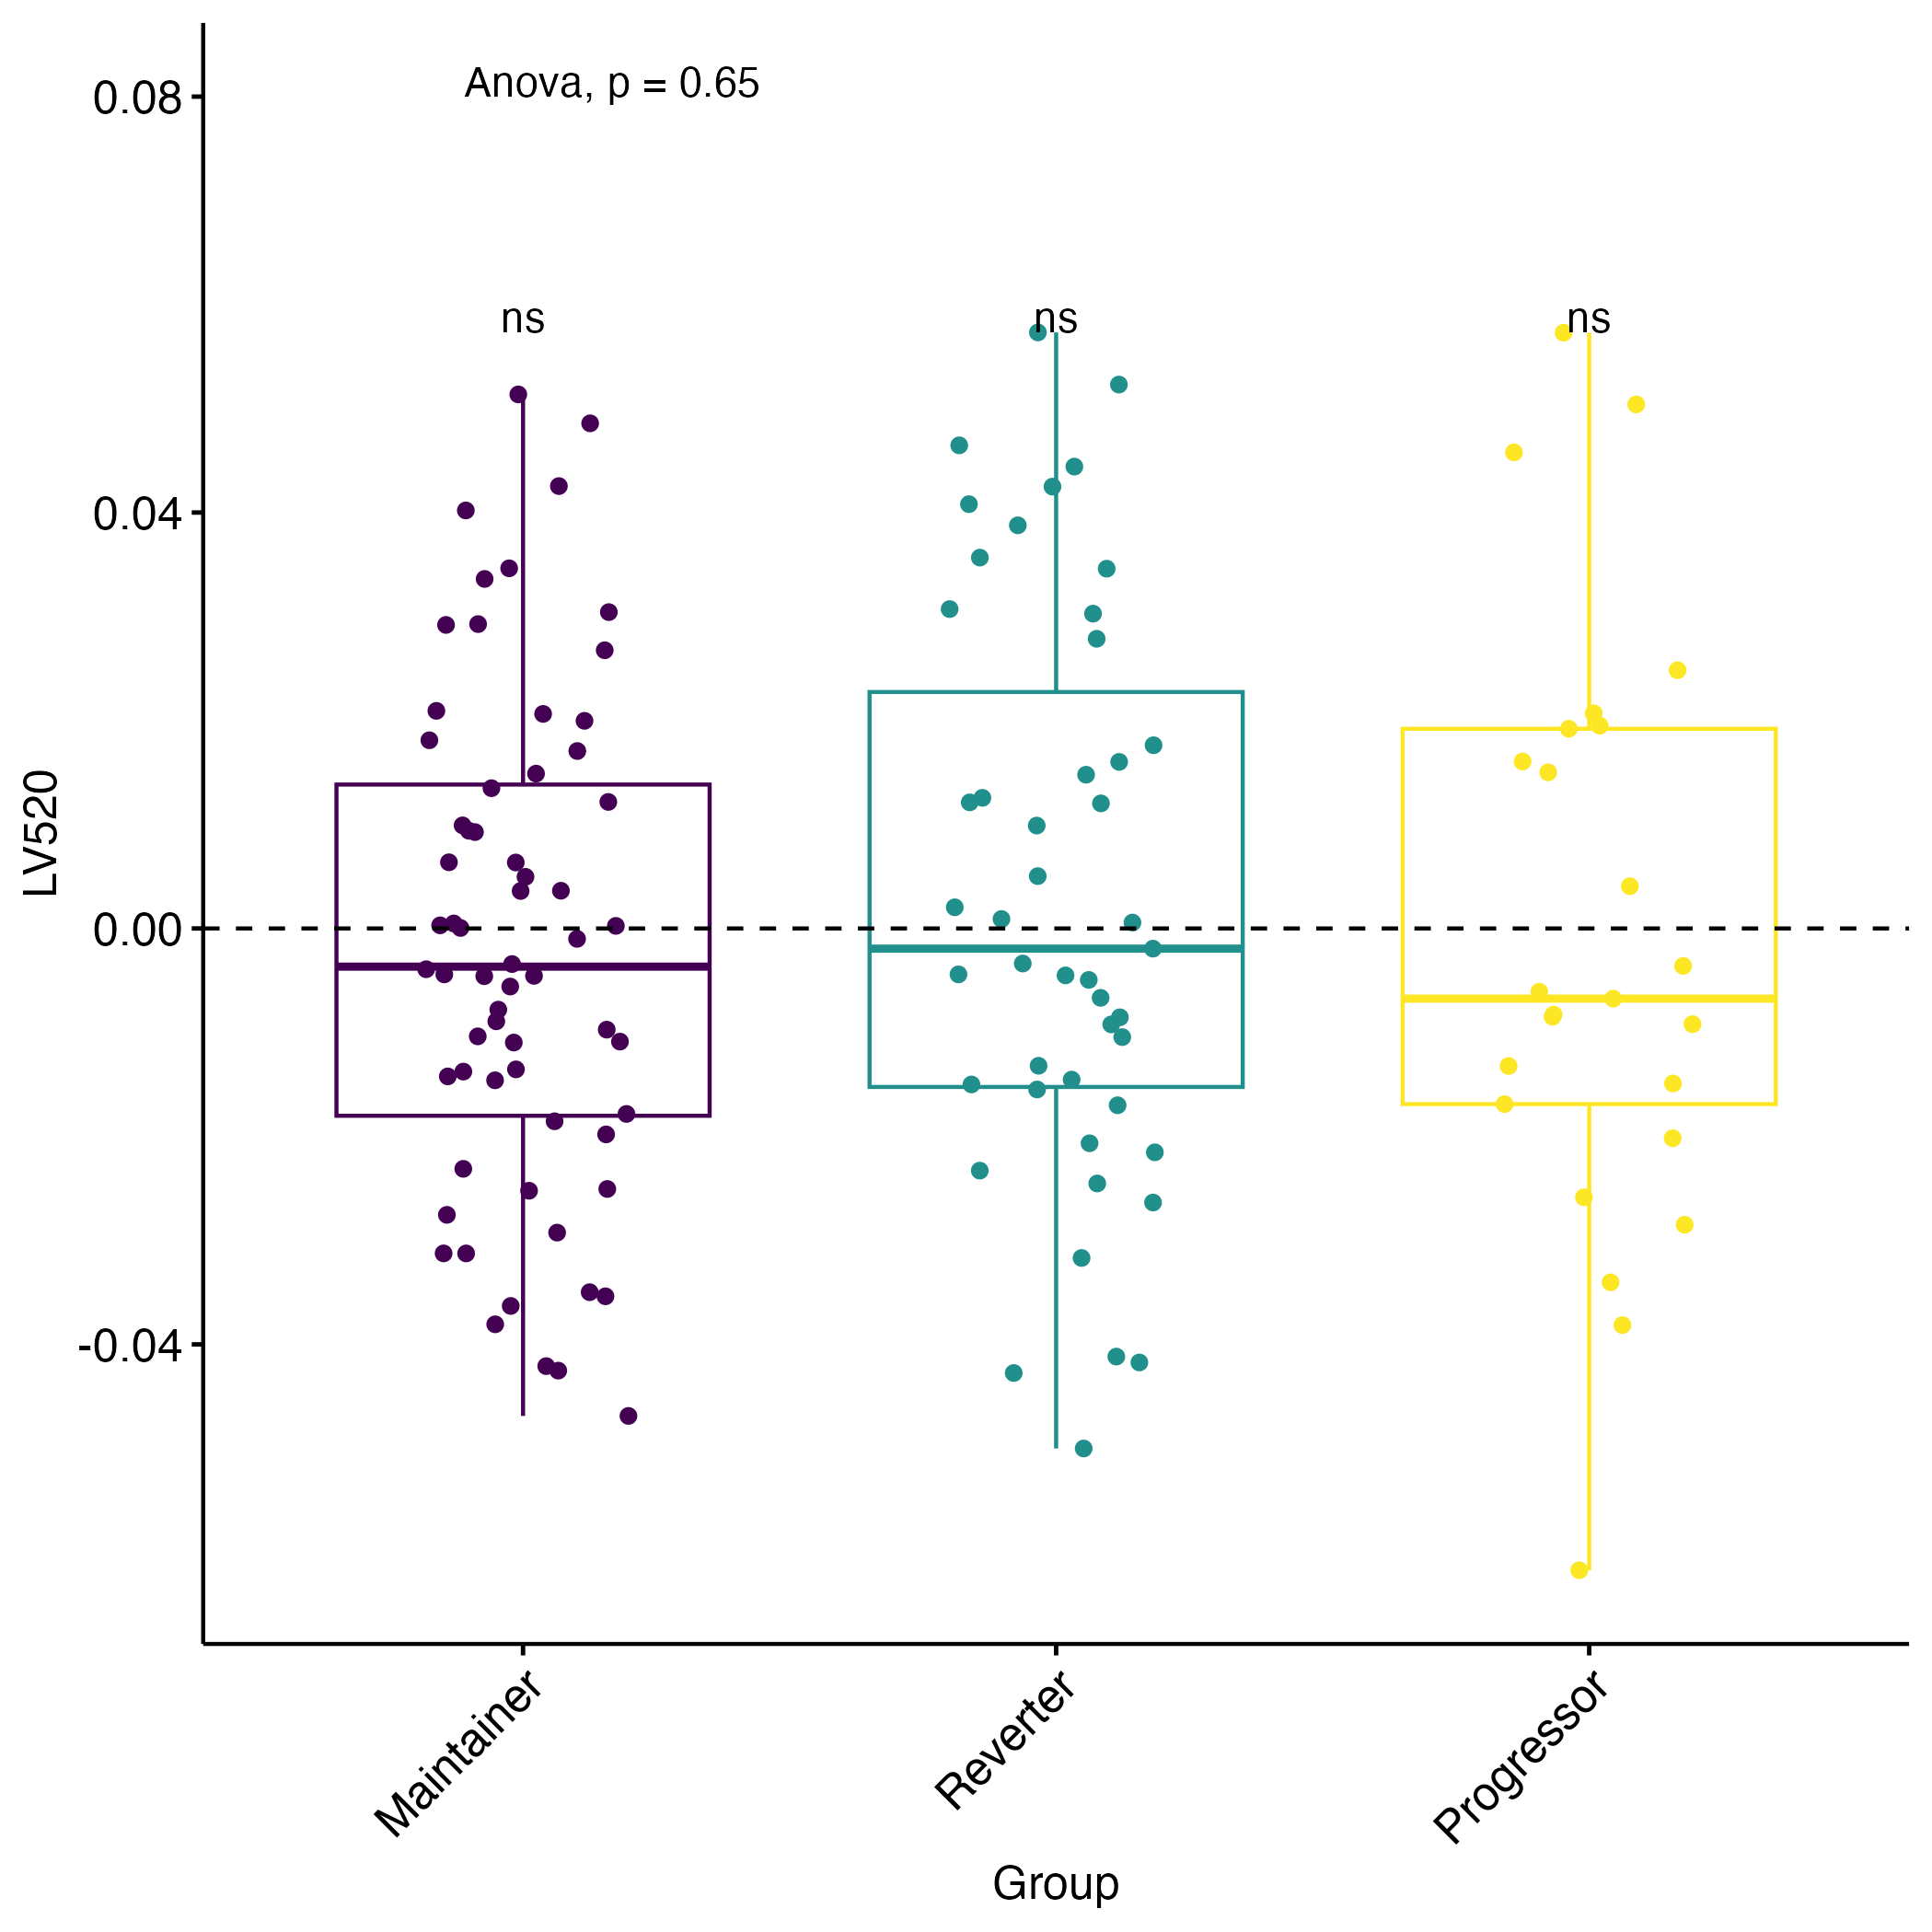 Anova, p = 0.65
0.08
ns ns ns
0.04
0.00
-0.04
LV520
Maintainer
Reverter
Progressor
Group